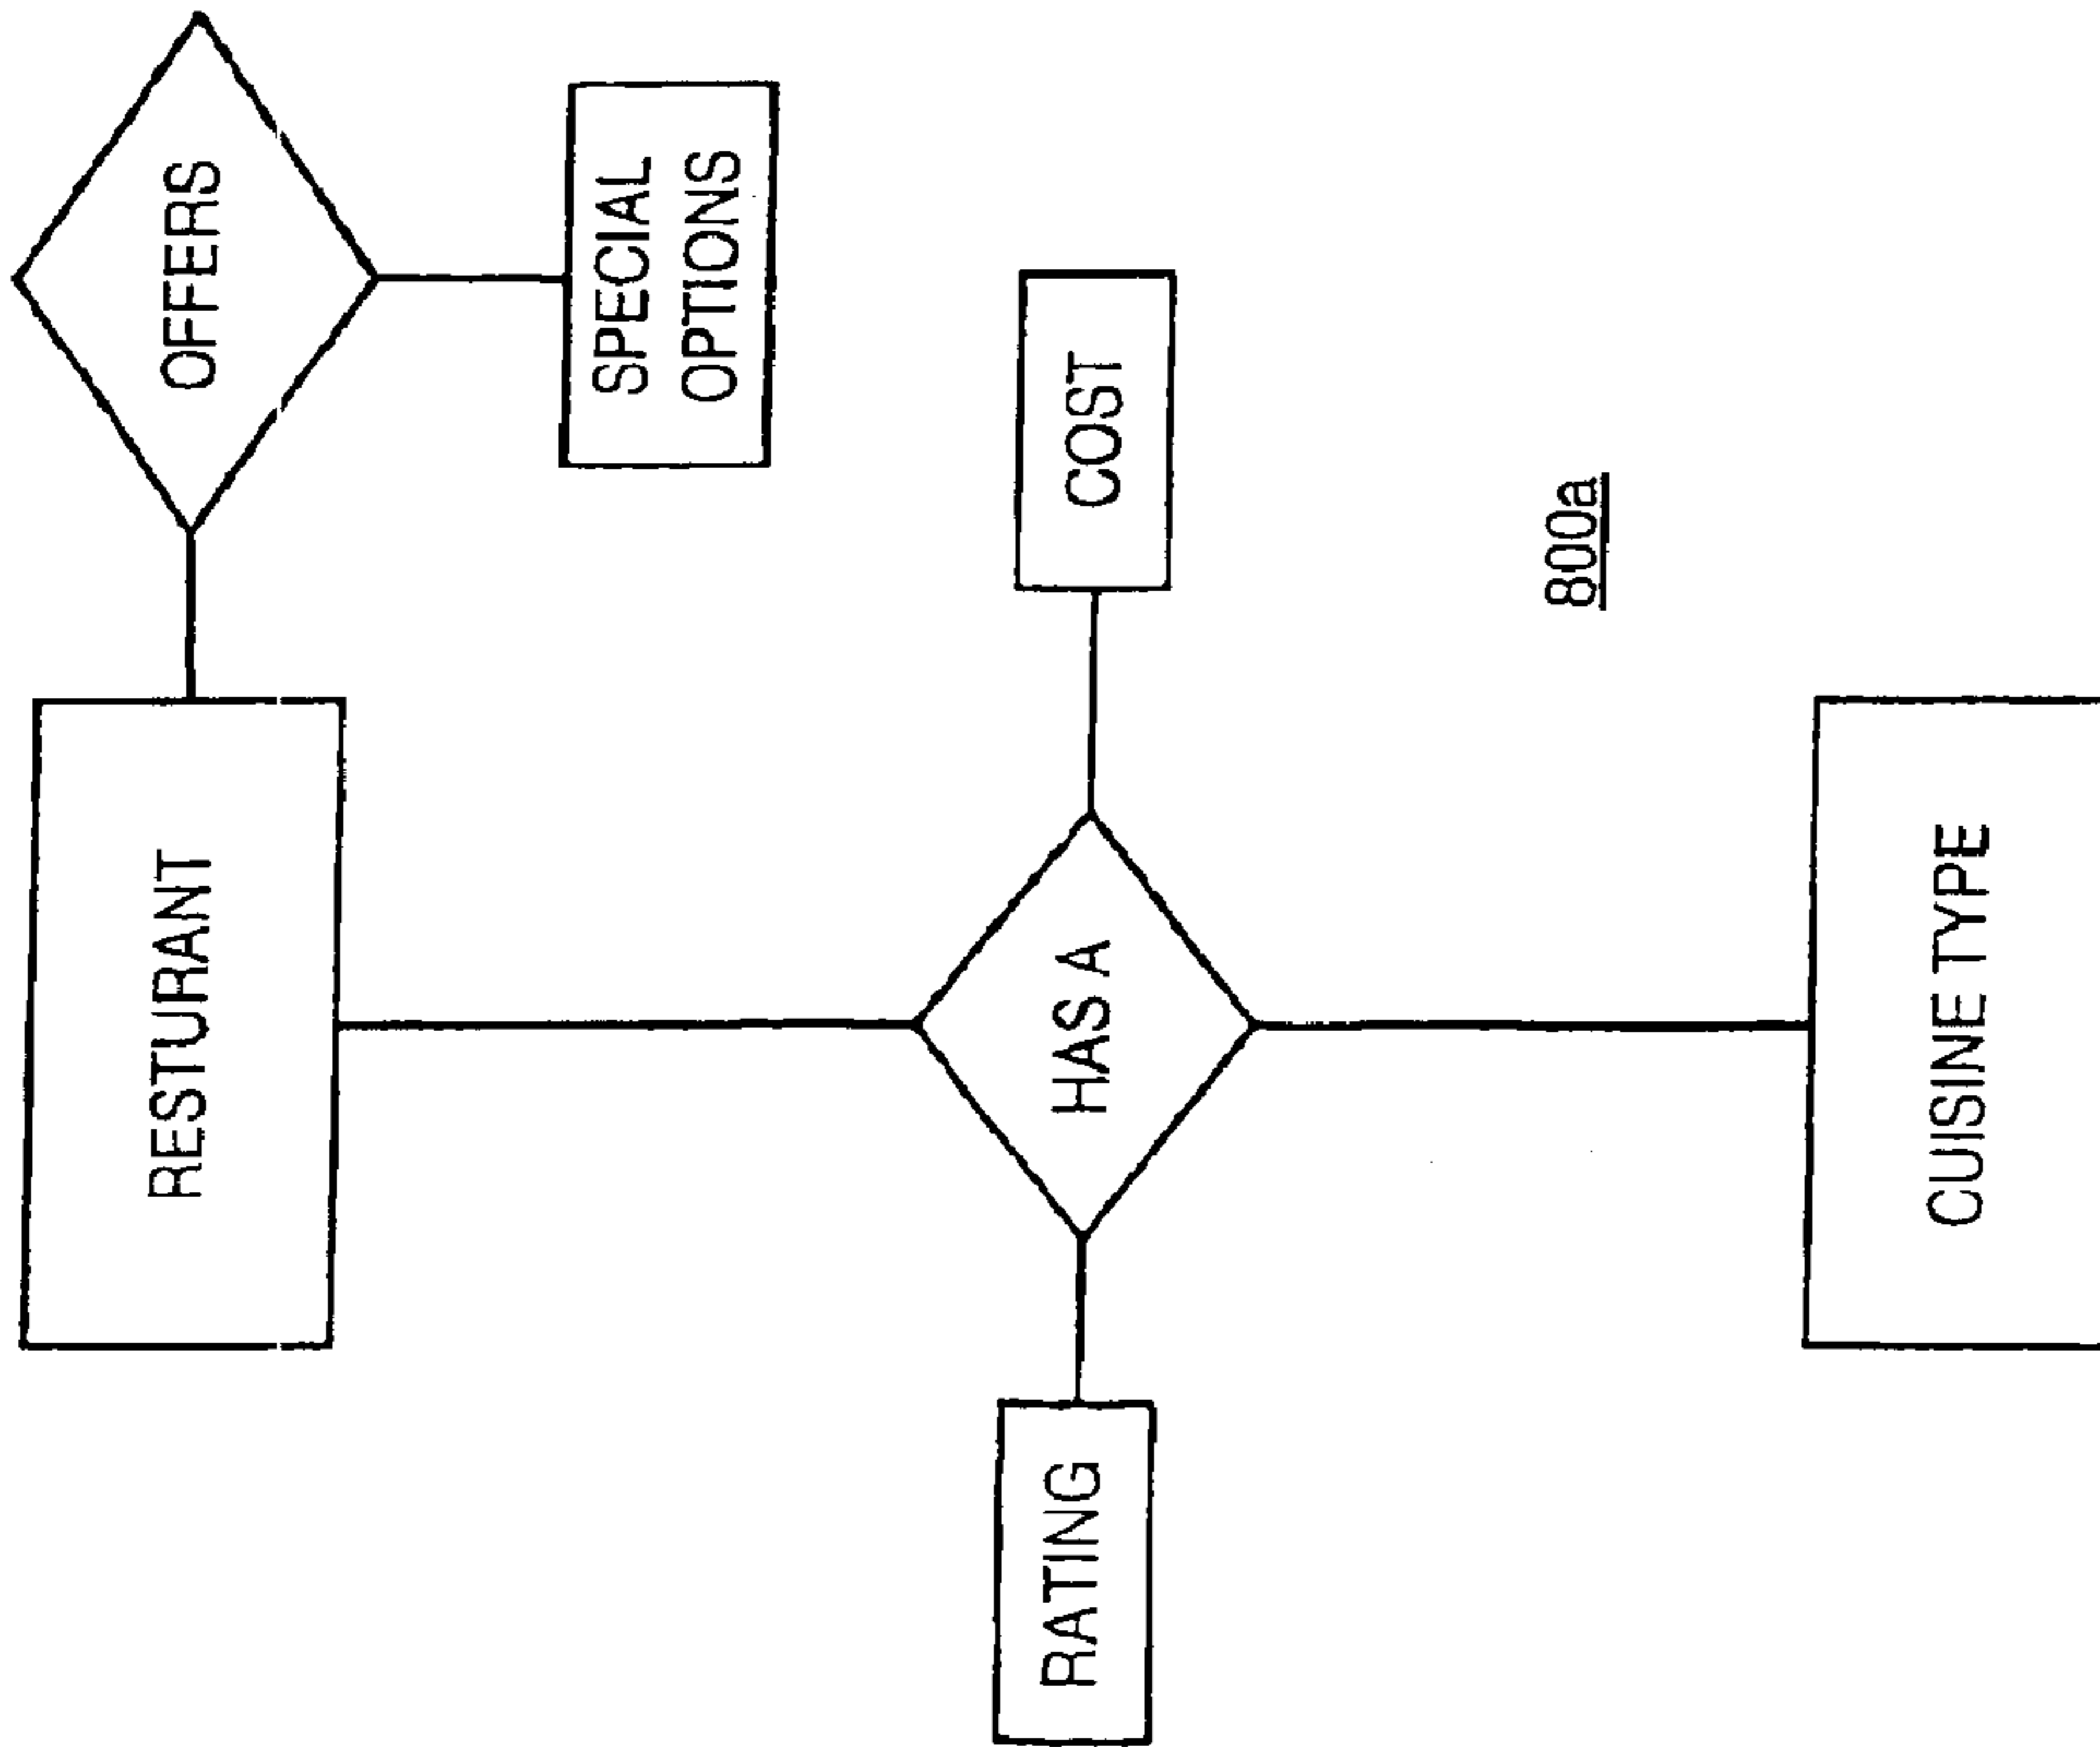 OFFERS
SPECIAL
OPTIONS
RESTURANT
COST
HAS A
800a
RATING
CUISINE TYPE